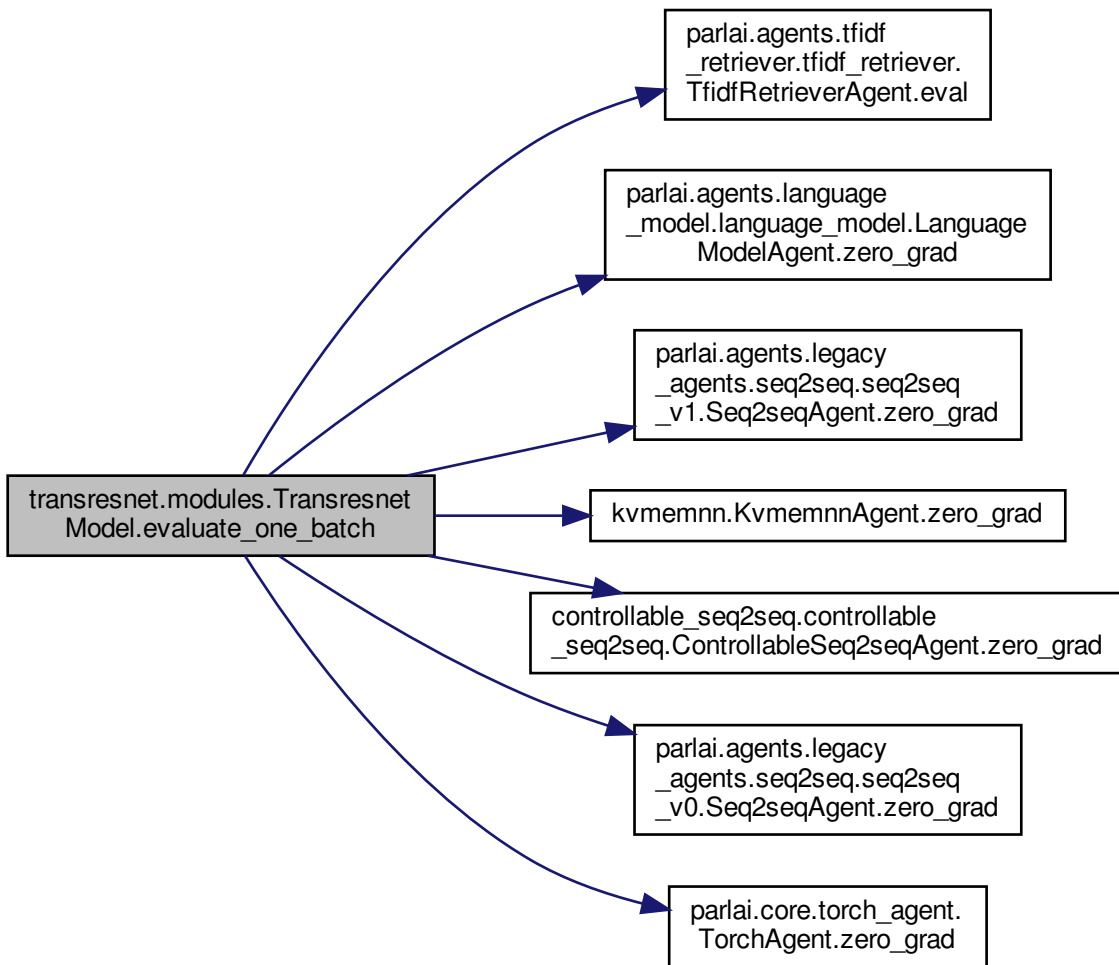 parlai.agents.tfidf
_retriever.tfidf_retriever.
TfidfRetrieverAgent.eval
parlai.agents.language
_model.language_model.Language
ModelAgent.zero_grad
parlai.agents.legacy
_agents.seq2seq.seq2seq
_v1.Seq2seqAgent.zero_grad
transresnet.modules.Transresnet
Model.evaluate_one_batch
kvmemnn.KvmemnnAgent.zero_grad
controllable_seq2seq.controllable
_seq2seq.ControllableSeq2seqAgent.zero_grad
parlai.agents.legacy
_agents.seq2seq.seq2seq
_v0.Seq2seqAgent.zero_grad
parlai.core.torch_agent.
TorchAgent.zero_grad